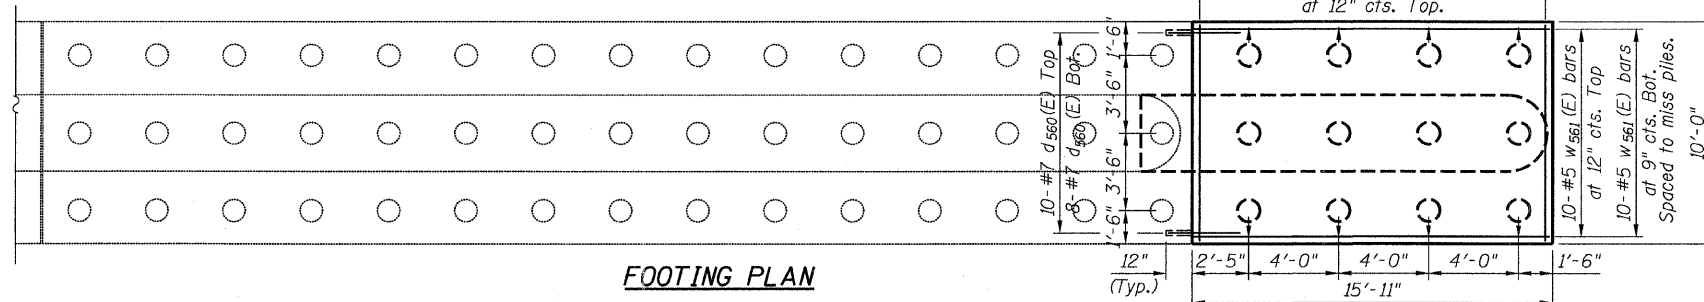 at 12" cts. Top.
10-#7 d560(E) Top
8-#7 d560(E) Bot.
1'-6"
3'-6"
3'-6"
1'-6"
10-#5 w561(E) bars
at 12" cts. Top
10-#5 w561(E) bars
at 9" cts. Bot.
Spaced to miss piles.
10'-0"
12"
(Typ.)
2'-5"
4'-0"
4'-0"
4'-0"
1'-6"
15'-11"
FOOTING PLAN